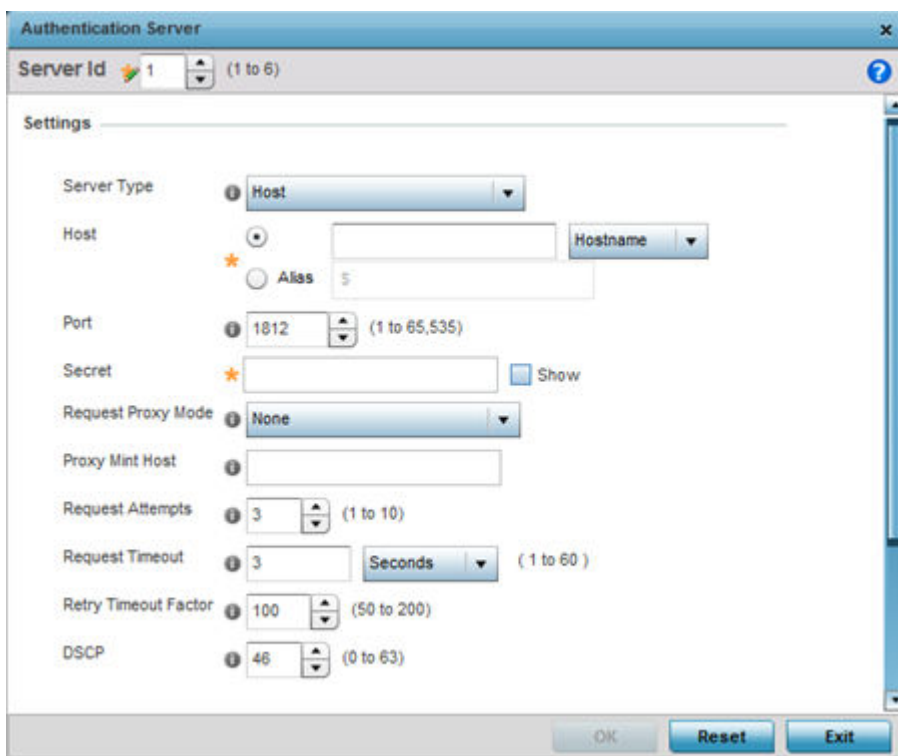 Authentication Server
Server Id 1 (1 to 6)
Settings
Server Type Host
Host Hostname
Alias $
Port 1812 (1 to 65,535)
Secret Show
Request Proxy Mode None
Proxy Mint Host
Request Attempts 3 (1 to 10)
Request Timeout 3 Seconds ( 1 to 60 )
Retry Timeout Factor 100 (50 to 200)
DSCP 46 (0 to 63)
OK Reset Exit